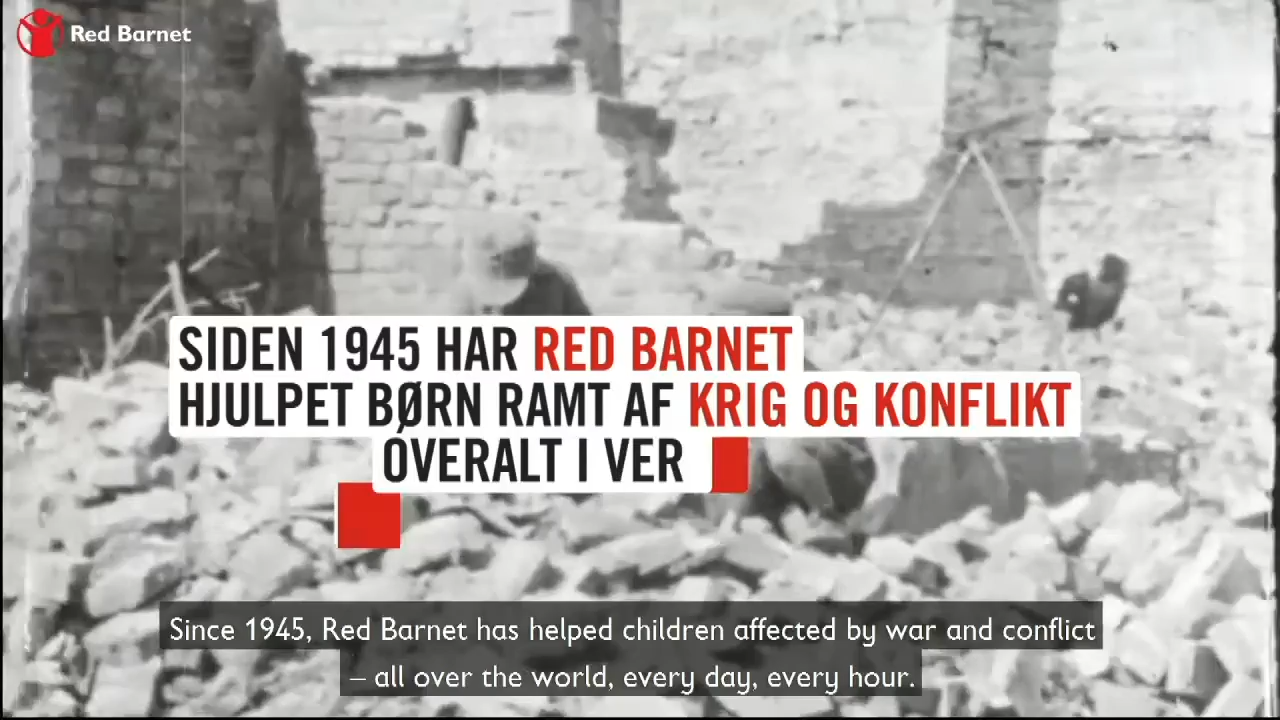 Red Barnet
SIDEN 1945 HAR RED BARNET
HJULPET BØRN RAMT AF KRIG OG KONFLIKT
OVERALT I VER
Since 1945, Red Barnet has helped children affected by war and conflict
– all over the world, every day, every hour.